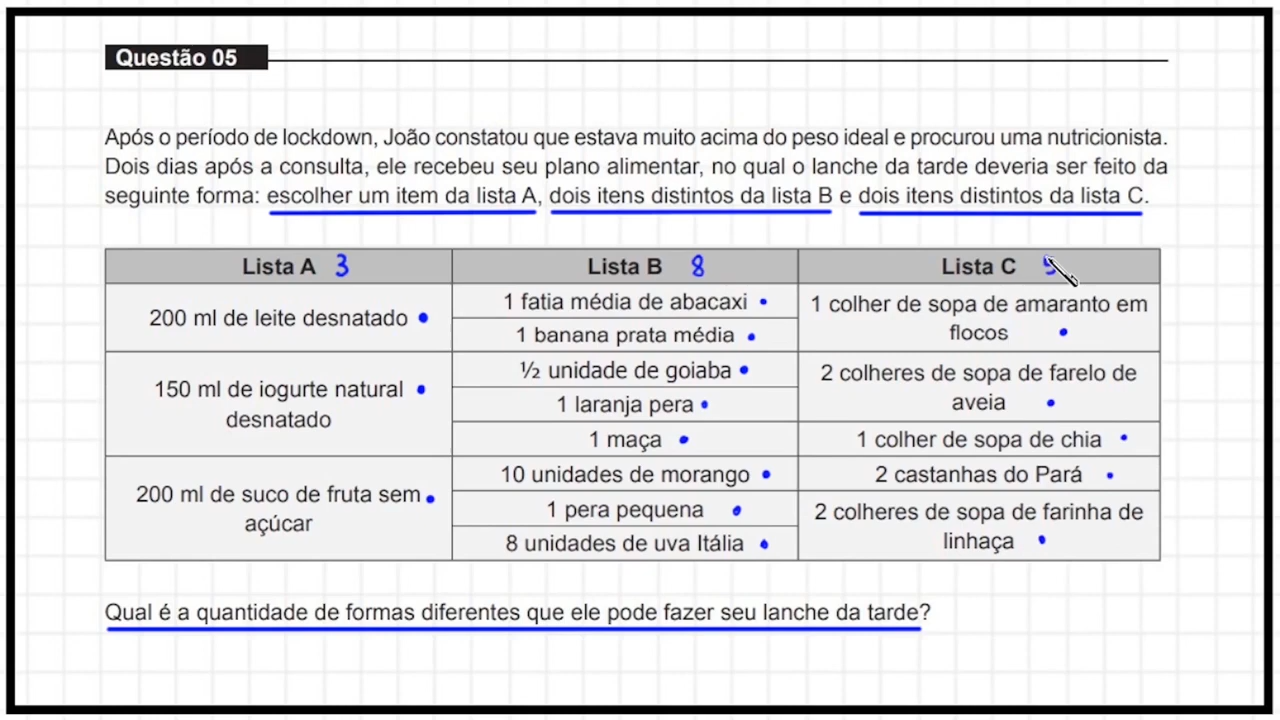 Questão 05
Após o período de lockdown, João constatou que estava muito acima do peso ideal e procurou uma nutricionista.
Dois dias após a consulta, ele recebeu seu plano alimentar, no qual o lanche da tarde deveria ser feito da
seguinte forma: escolher um item da lista A, dois itens distintos da lista B e dois itens distintos da lista C.
Lista A 3
200 ml de leite desnatado
150 ml de iogurte natural
desnatado
200 ml de suco de fruta sem
açúcar
Lista B 8
1 fatia média de abacaxi
1 banana prata média
½ unidade de goiaba
1 laranja pera
1 maça
10 unidades de morango
1 pera pequena
8 unidades de uva Itália
Lista C 5
1 colher de sopa de amaranto em
flocos
2 colheres de sopa de farelo de
aveia
1 colher de sopa de chia
2 castanhas do Pará
2 colheres de sopa de farinha de
linhaça
Qual é a quantidade de formas diferentes que ele pode fazer seu lanche da tarde?